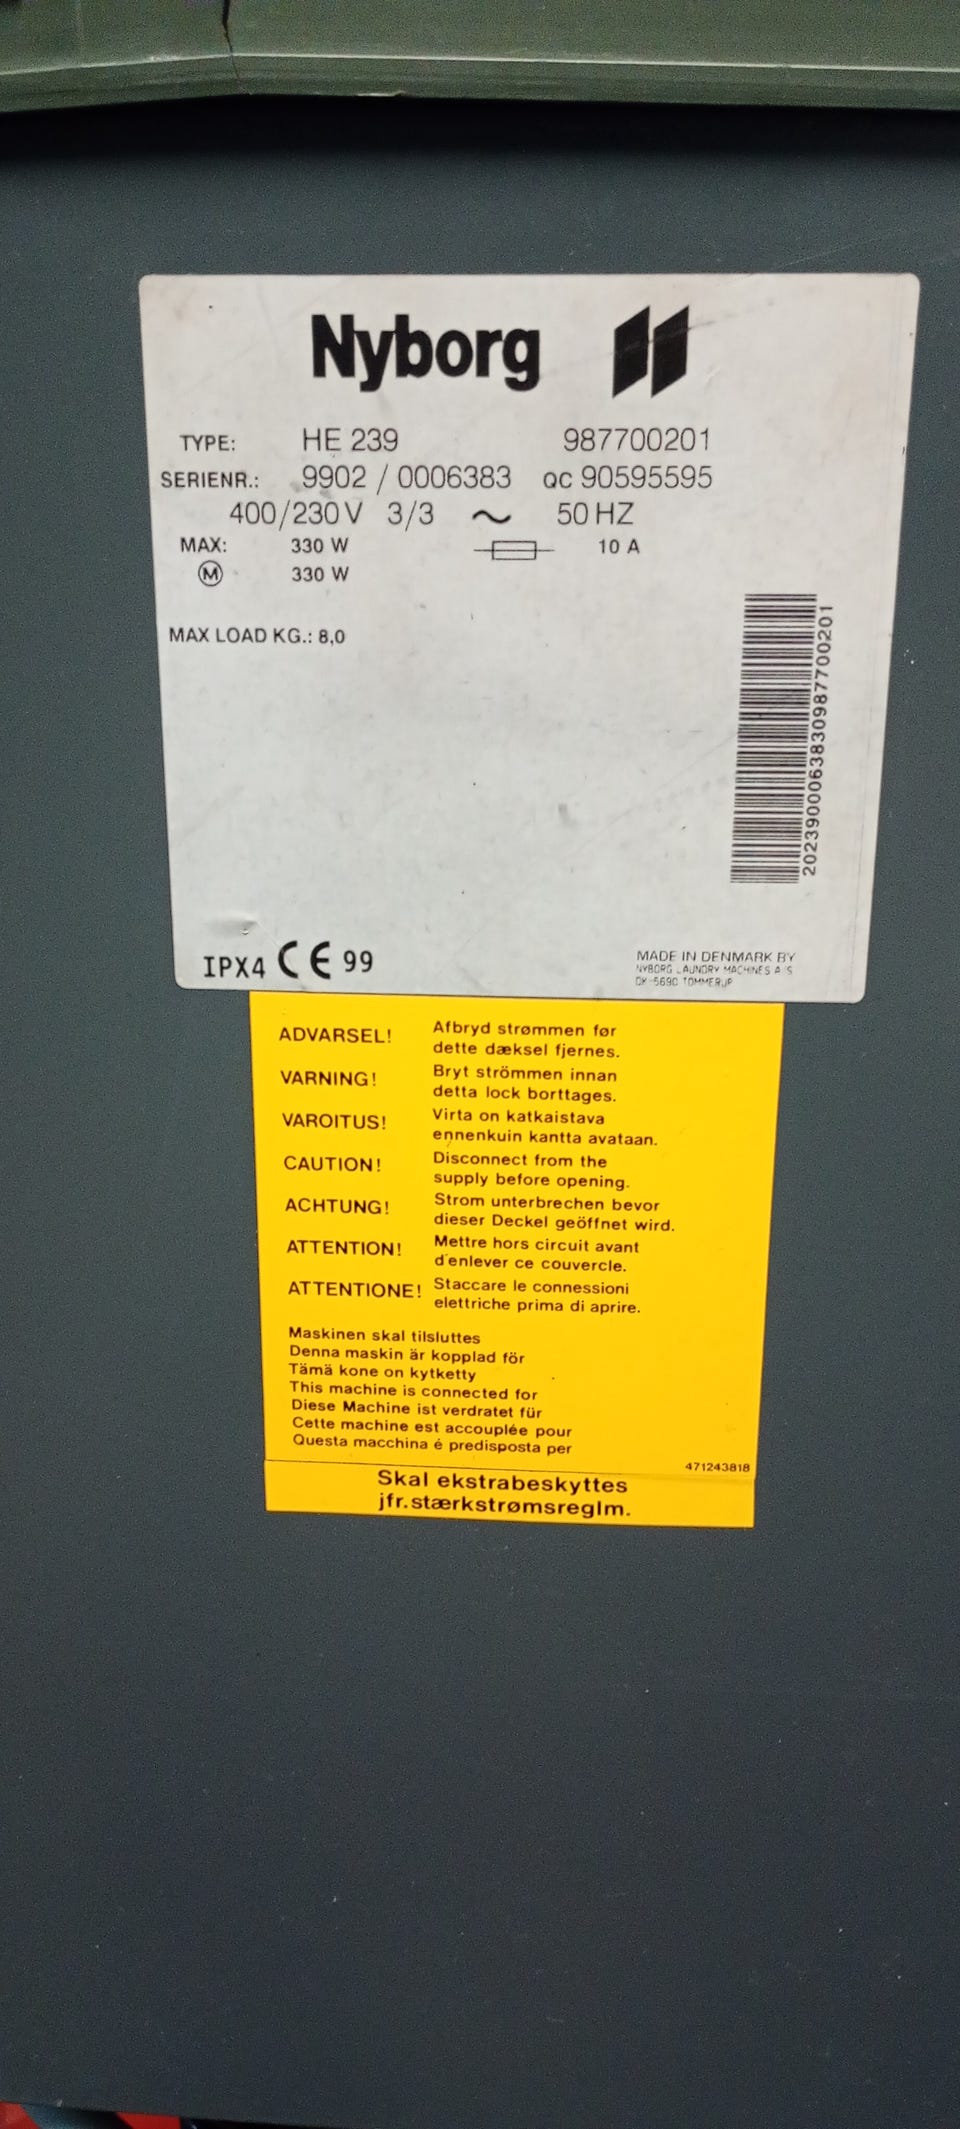 Nyborg
TYPE: HE 239 987700201
SERIENR.: 9902 / 0006383 QC 90595595
400/230 V 3/3 ~ 50 HZ
MAX: 330 W 10 A
M 330 W
MAX LOAD KG.: 8,0
2023900063830987700201
IPX4 CE 99
MADE IN DENMARK BY
NYBORG LAUNDRY MACHINES A/S
DK-5690 TOMMERUP
ADVARSEL! Afbryd strømmen før
dette dæksel fjernes.
VARNING! Bryt strömmen innan
detta lock borttages.
VAROITUS! Virta on katkaistava
ennenkuin kantta avataan.
CAUTION! Disconnect from the
supply before opening.
ACHTUNG! Strom unterbrechen bevor
dieser Deckel geöffnet wird.
ATTENTION! Mettre hors circuit avant
d'enlever ce couvercle.
ATTENTIONE! Staccare le connessioni
elettriche prima di aprire.
Maskinen skal tilsluttes
Denna maskin är kopplad för
Tämä kone on kytketty
This machine is connected for
Diese Machine ist verdratet für
Cette machine est accouplée pour
Questa macchina é predisposta per
471243818
Skal ekstrabeskyttes
jfr.stærkstrømsreglm.